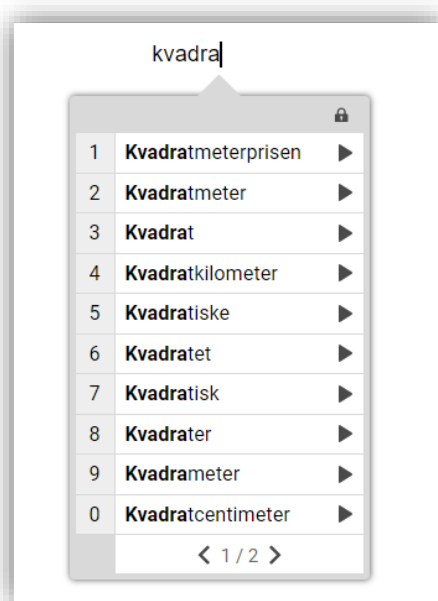 kvadra
1 Kvadratmeterprisen
2 Kvadratmeter
3 Kvadrat
4 Kvadratkilometer
5 Kvadratiske
6 Kvadratet
7 Kvadratisk
8 Kvadrater
9 Kvadrameter
0 Kvadratcentimeter
1 / 2